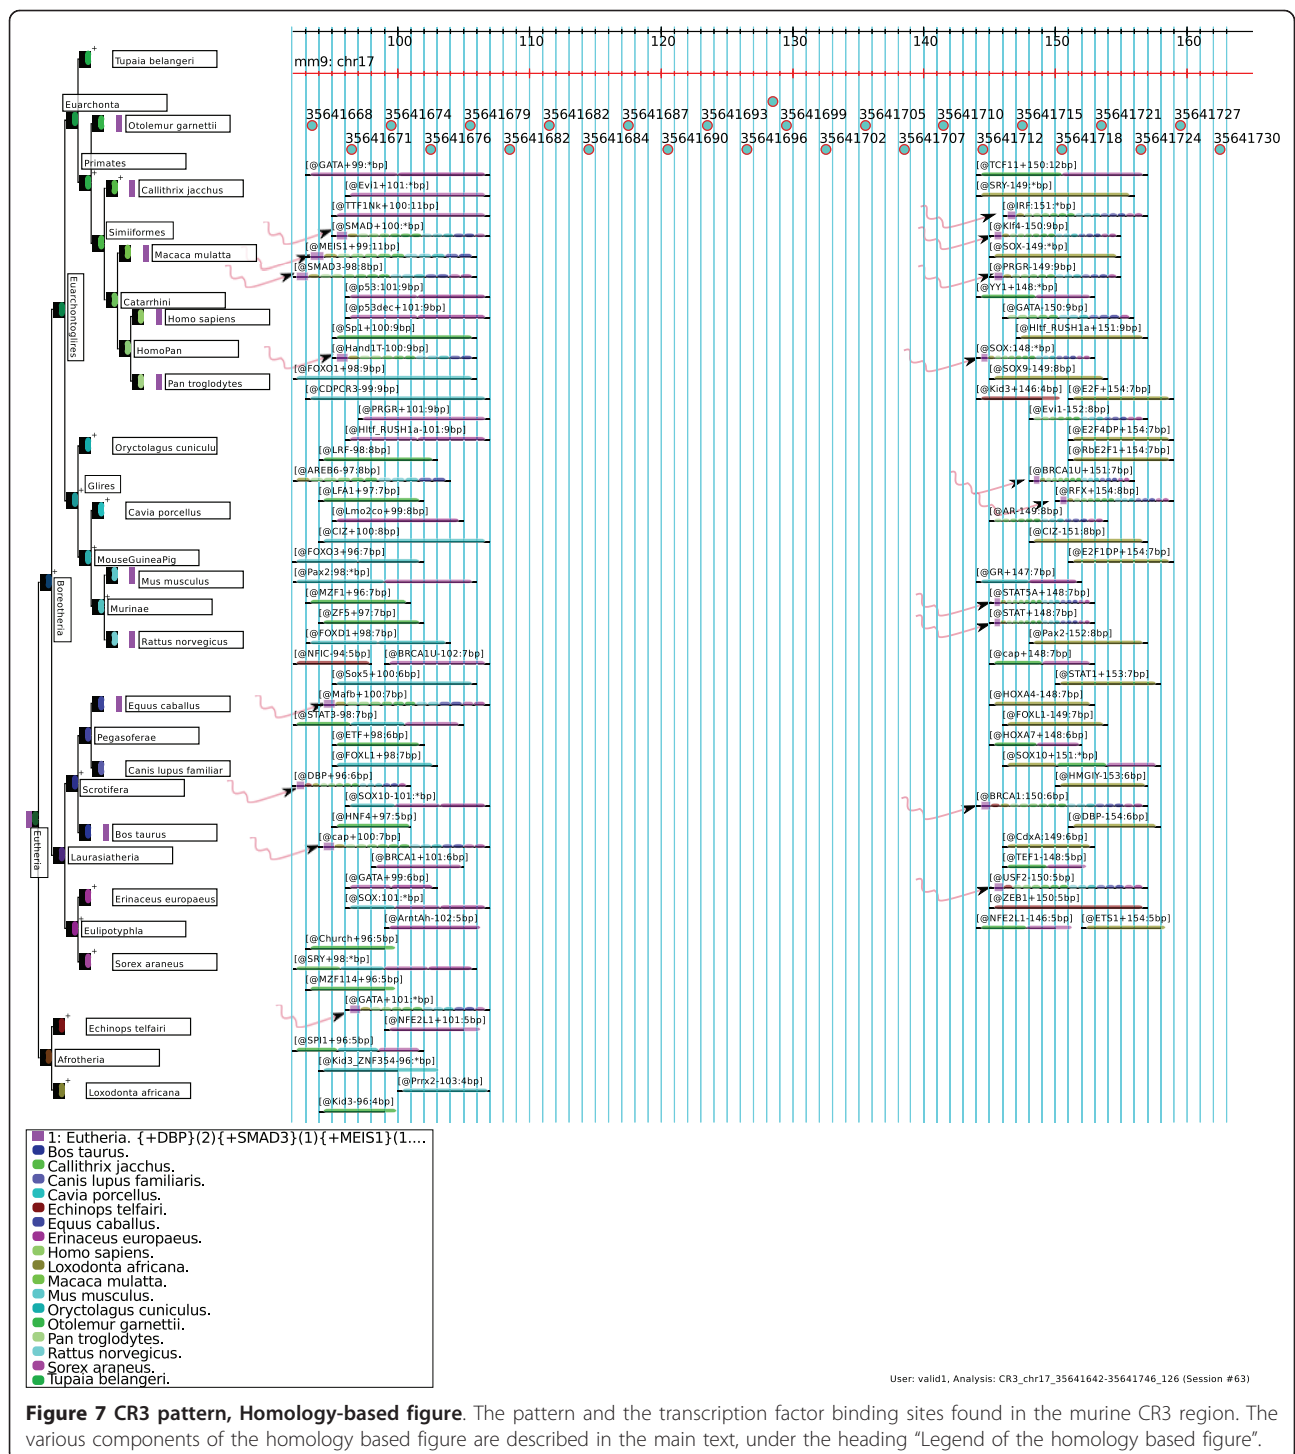 100 110 120 130 140 150 160
mm9: chr17
35641668 35641674 35641679 35641682 35641687 35641693 35641699 35641705 35641710 35641715 35641721 35641727
35641671 35641676 35641682 35641684 35641690 35641696 35641702 35641707 35641712 35641718 35641724 35641730
Tupaia belangeri
Euarchonta
Otolemur garnettii
Primates
Callithrix jacchus
Simiiformes
Macaca mulatta
Catarrhini
Homo sapiens
HomoPan
Pan troglodytes
Euarchontoglires
Oryctolagus cuniculu
Glires
Cavia porcellus
MouseGuineaPig
Mus musculus
Murinae
Rattus norvegicus
Boreotheria
Equus caballus
Pegasoferae
Canis lupus familiar
Scrotifera
Bos taurus
Laurasiatheria
Eutheria
Erinaceus europaeus
Eulipotyphla
Sorex araneus
Echinops telfairi
Afrotheria
Loxodonta africana
[@GATA+99:*bp]
[@Evi1+101:*bp]
[@TTF1Nk+100:11bp]
[@SMAD+100:*bp]
[@MEIS1+99:11bp]
[@SMAD3-98:8bp]
[@p53:101:9bp]
[@p53dec+101:9bp]
[@Sp1+100:9bp]
[@Hand1T-100:9bp]
[@FOXO1+98:9bp]
[@CDPCR3-99:9bp]
[@PRGR+101:9bp]
[@Hltf_RUSH1a-101:9bp]
[@LRF-98:8bp]
[@AREB6-97:8bp]
[@LFA1+97:7bp]
[@Lmo2co+99:8bp]
[@CIZ+100:8bp]
[@FOXO3+96:7bp]
[@Pax2:98:*bp]
[@MZF1+96:7bp]
[@ZF5+97:7bp]
[@FOXD1+98:7bp]
[@NFIC-94:5bp] [@BRCA1U-102:7bp]
[@Sox5+100:6bp]
[@Mafb+100:7bp]
[@STAT3-98:7bp]
[@ETF+98:6bp]
[@FOXL1+98:7bp]
[@DBP+96:6bp]
[@SOX10-101:*bp]
[@HNF4+97:5bp]
[@cap+100:7bp]
[@BRCA1+101:6bp]
[@GATA+99:6bp]
[@SOX:101:*bp]
[@ArntAh-102:5bp]
[@Church+96:5bp]
[@SRY+98:*bp]
[@MZF114+96:5bp]
[@GATA+101:*bp]
[@NFE2L1+101:5bp]
[@SPI1+96:5bp]
[@Kid3_ZNF354-96:*bp]
[@Prrx2-103:4bp]
[@Kid3-96:4bp]
[@TCF11+150:12bp]
[@SRY-149:*bp]
[@IRF:151:*bp]
[@Klf4-150:9bp]
[@SOX-149:*bp]
[@PRGR-149:9bp]
[@YY1+148:*bp]
[@GATA-150:9bp]
[@Hltf_RUSH1a+151:9bp]
[@SOX:148:*bp]
[@SOX9-149:8bp]
[@Kid3+146:4bp] [@E2F+154:7bp]
[@Evi1-152:8bp]
[@E2F4DP+154:7bp]
[@RbE2F1+154:7bp]
[@BRCA1U+151:7bp]
[@RFX+154:8bp]
[@AR-149:8bp]
[@CIZ-151:8bp]
[@E2F1DP+154:7bp]
[@GR+147:7bp]
[@STAT5A+148:7bp]
[@STAT+148:7bp]
[@Pax2-152:8bp]
[@cap+148:7bp]
[@STAT1+153:7bp]
[@HOXA4-148:7bp]
[@FOXL1-149:7bp]
[@HOXA7+148:6bp]
[@SOX10+151:*bp]
[@HMGIY-153:6bp]
[@BRCA1:150:6bp]
[@DBP-154:6bp]
[@CdxA:149:6bp]
[@TEF1-148:5bp]
[@USF2-150:5bp]
[@ZEB1+150:5bp]
[@NFE2L1-146:5bp] [@ETS1+154:5bp]
1: Eutheria. {+DBP}(2){+SMAD3}(1){+MEIS1}(1....
Bos taurus.
Callithrix jacchus.
Canis lupus familiaris.
Cavia porcellus.
Echinops telfairi.
Equus caballus.
Erinaceus europaeus.
Homo sapiens.
Loxodonta africana.
Macaca mulatta.
Mus musculus.
Oryctolagus cuniculus.
Otolemur garnettii.
Pan troglodytes.
Rattus norvegicus.
Sorex araneus.
Tupaia belangeri.
User: valid1, Analysis: CR3_chr17_35641642-35641746_126 (Session #63)
Figure 7 CR3 pattern, Homology-based figure. The pattern and the transcription factor binding sites found in the murine CR3 region. The
various components of the homology based figure are described in the main text, under the heading “Legend of the homology based figure”.